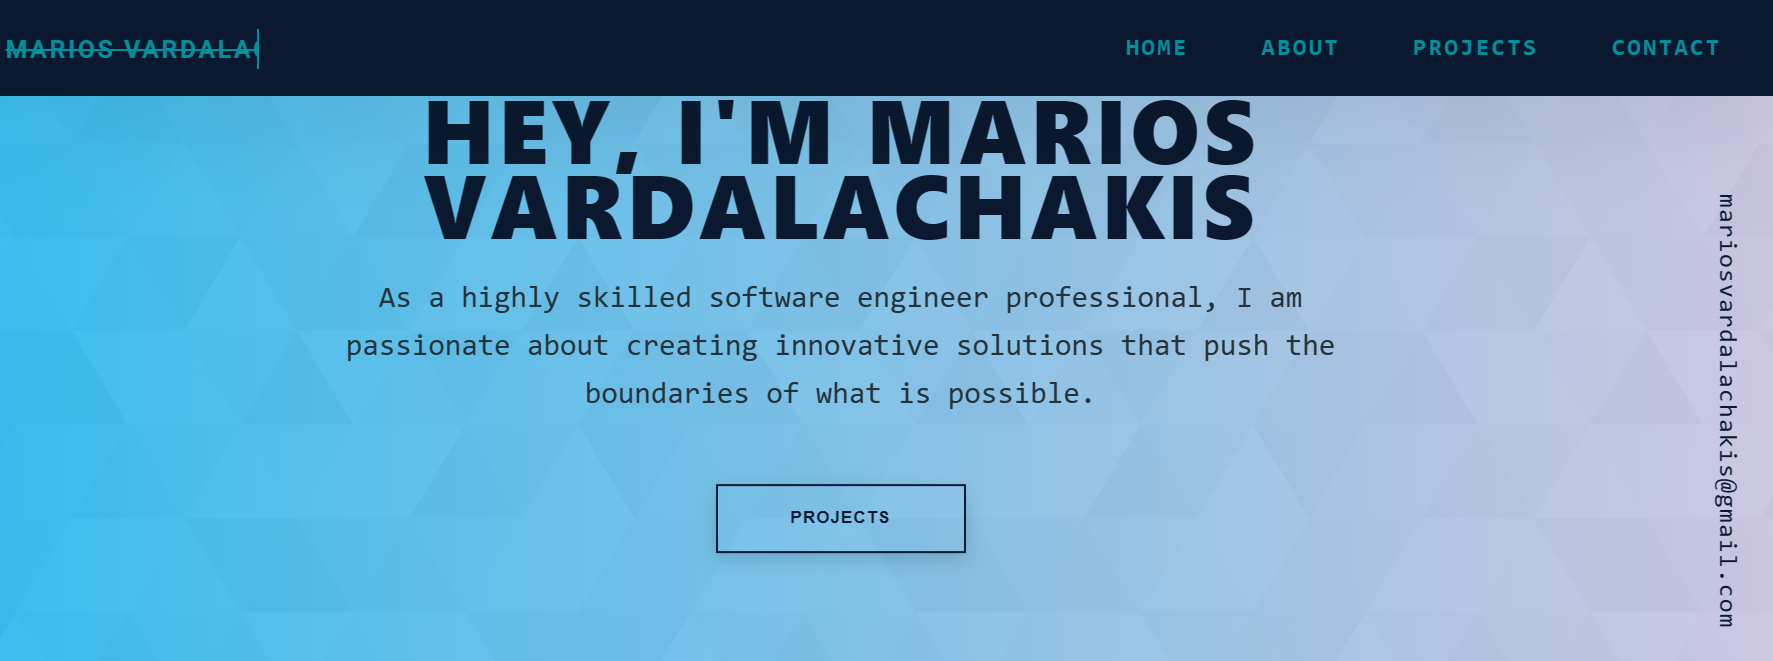 MARIOS VARDALA
HOME ABOUT PROJECTS CONTACT
HEY, I'M MARIOS
VARDALACHAKIS
As a highly skilled software engineer professional, I am
passionate about creating innovative solutions that push the
boundaries of what is possible.
PROJECTS
mariosvardalachakis@gmail.com